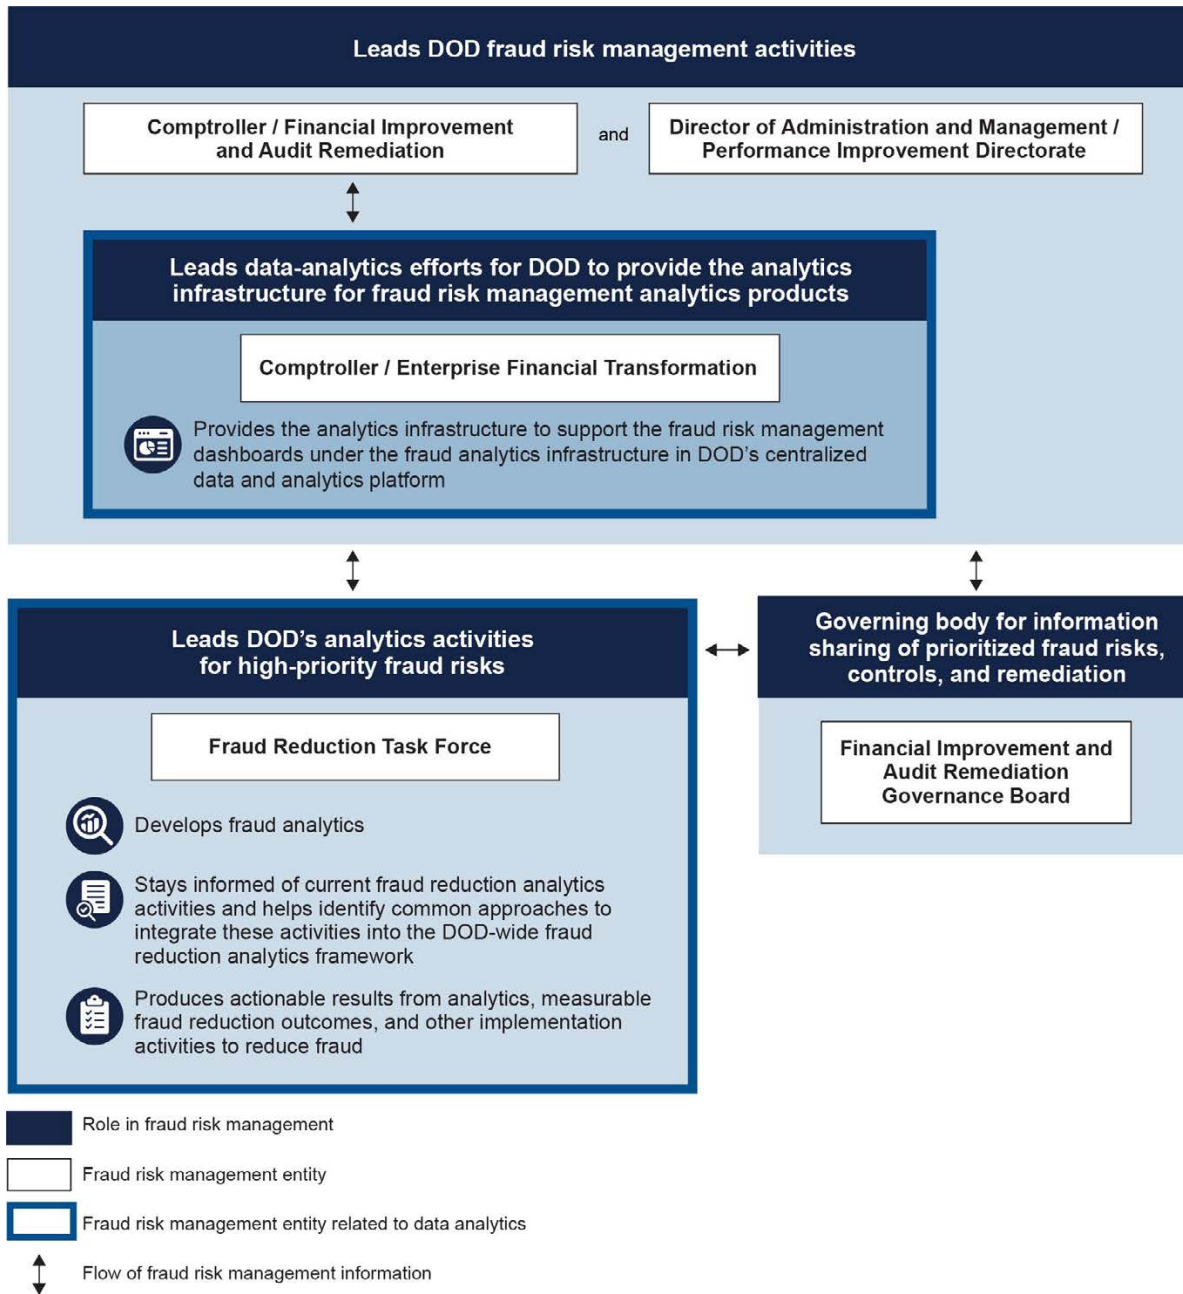 Leads DOD fraud risk management activities
Comptroller / Financial Improvement
and Audit Remediation
and
Director of Administration and Management /
Performance Improvement Directorate
Leads data-analytics efforts for DOD to provide the analytics
infrastructure for fraud risk management analytics products
Comptroller / Enterprise Financial Transformation
Provides the analytics infrastructure to support the fraud risk management
dashboards under the fraud analytics infrastructure in DOD's centralized
data and analytics platform
Leads DOD's analytics activities
for high-priority fraud risks
Fraud Reduction Task Force
Develops fraud analytics
Stays informed of current fraud reduction analytics
activities and helps identify common approaches to
integrate these activities into the DOD-wide fraud
reduction analytics framework
Produces actionable results from analytics, measurable
fraud reduction outcomes, and other implementation
activities to reduce fraud
Governing body for information
sharing of prioritized fraud risks,
controls, and remediation
Financial Improvement and
Audit Remediation
Governance Board
Role in fraud risk management
Fraud risk management entity
Fraud risk management entity related to data analytics
Flow of fraud risk management information